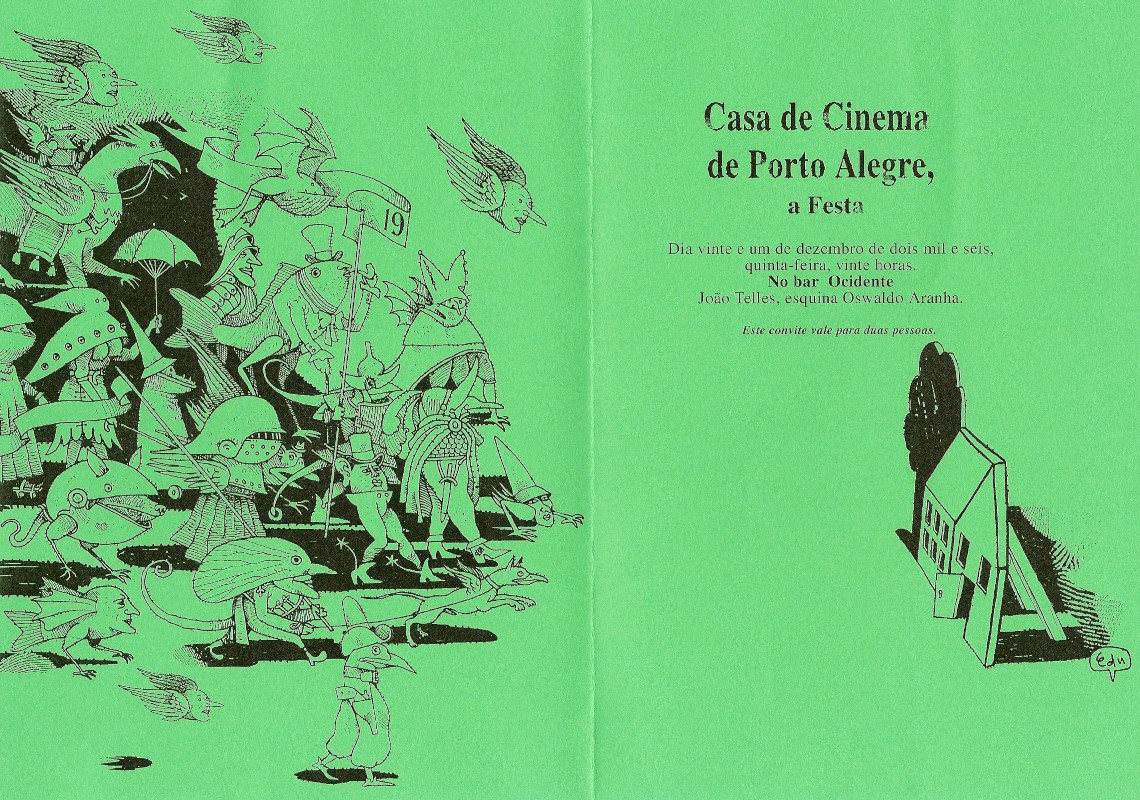 19
Casa de Cinema
de Porto Alegre,
a Festa
Dia vinte e um de dezembro de dois mil e seis,
quinta-feira, vinte horas.
No bar Ocidente
João Telles, esquina Oswaldo Aranha.
Este convite vale para duas pessoas.
edu